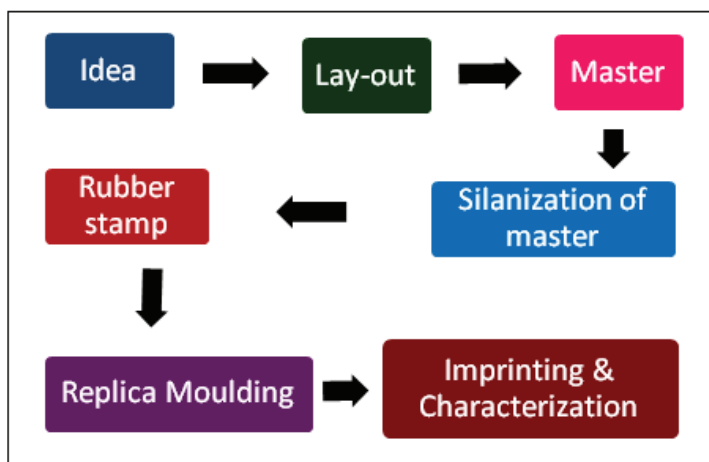 Idea
Lay-out
Master
Silanization of
master
Rubber
stamp
Replica Moulding
Imprinting &
Characterization